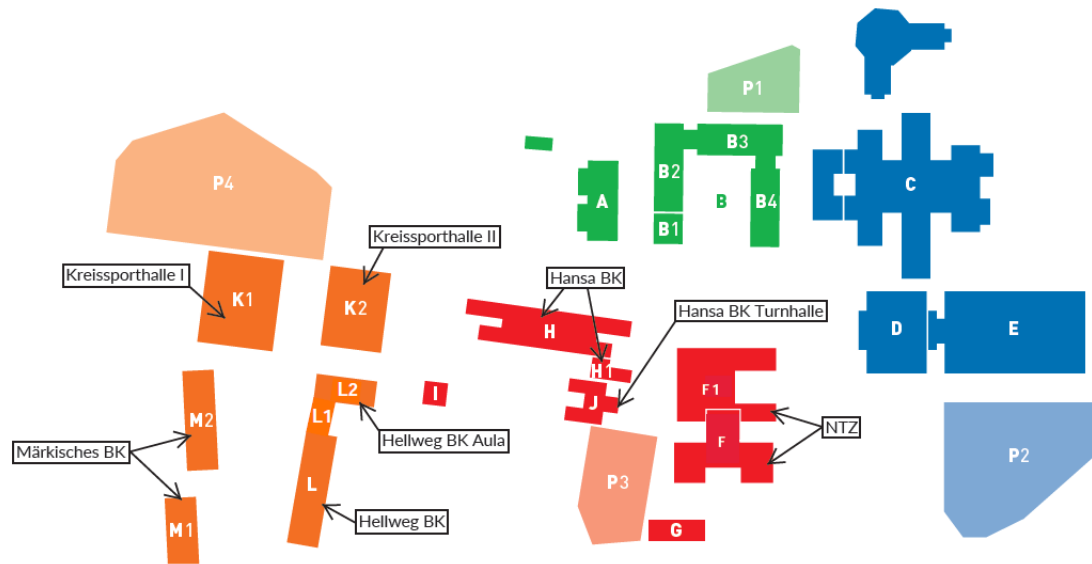 P1
B3
B2
C
P4
A
B
B4
B1
Kreissporthalle II
Kreissporthalle I
Hansa BK
K1
K2
Hansa BK Turnhalle
H
D
E
H1
L2
I
F1
J
M2
L1
Hellweg BK Aula
NTZ
Märkisches BK
F
P2
L
P3
Hellweg BK
M1
G